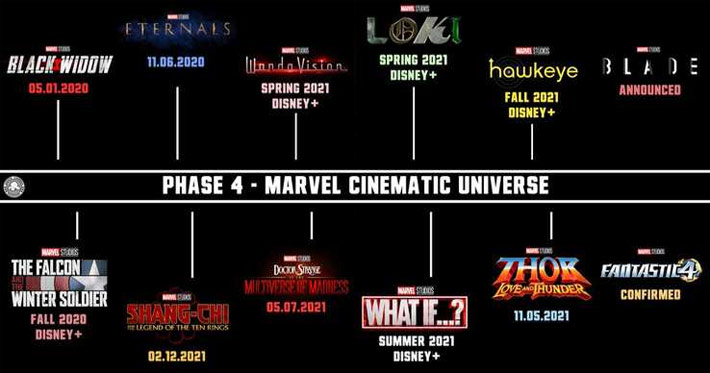 MARVEL STUDIOS
BLACK WIDOW
05.01.2020
MARVEL STUDIOS
ETERNALS
11.06.2020
MARVEL STUDIOS
WandaVision
SPRING 2021
DISNEY+
MARVEL STUDIOS
LOKI
SPRING 2021
DISNEY+
MARVEL STUDIOS
hawkeye
FALL 2021
DISNEY+
MARVEL STUDIOS
BLADE
ANNOUNCED
PHASE 4 - MARVEL CINEMATIC UNIVERSE
MARVEL STUDIOS
THE FALCON
AND THE
WINTER SOLDIER
FALL 2020
DISNEY+
MARVEL STUDIOS
SHANG-CHI
AND THE LEGEND OF THE TEN RINGS
02.12.2021
MARVEL STUDIOS
DOCTOR STRANGE
IN THE
MULTIVERSE OF MADNESS
05.07.2021
MARVEL STUDIOS
WHAT IF...?
SUMMER 2021
DISNEY+
MARVEL STUDIOS
THOR
LOVE AND THUNDER
11.05.2021
MARVEL STUDIOS
FANTASTIC 4
CONFIRMED